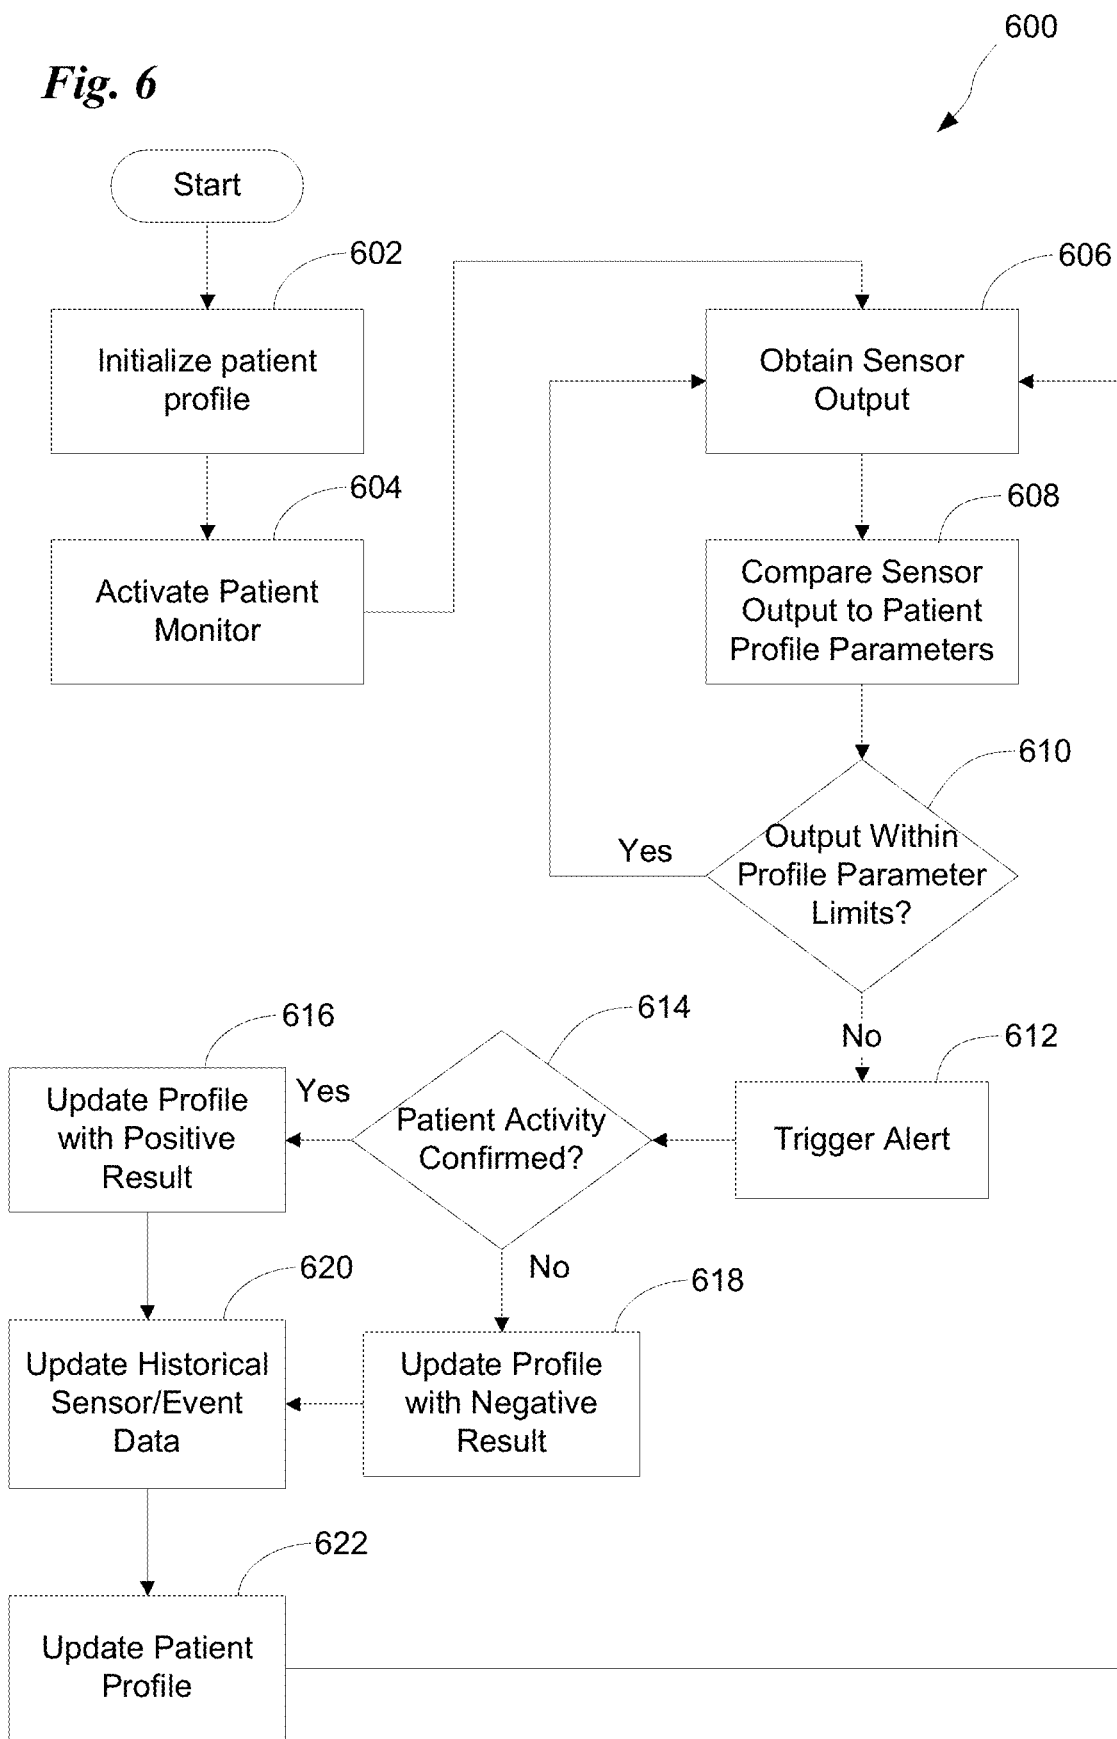 600
Fig. 6
Start
602
Initialize patient
profile
604
Activate Patient
Monitor
606
Obtain Sensor
Output
608
Compare Sensor
Output to Patient
Profile Parameters
610
Output Within
Profile Parameter
Limits?
Yes
No
612
Trigger Alert
614
Patient Activity
Confirmed?
Yes
No
616
Update Profile
with Positive
Result
618
Update Profile
with Negative
Result
620
Update Historical
Sensor/Event
Data
622
Update Patient
Profile